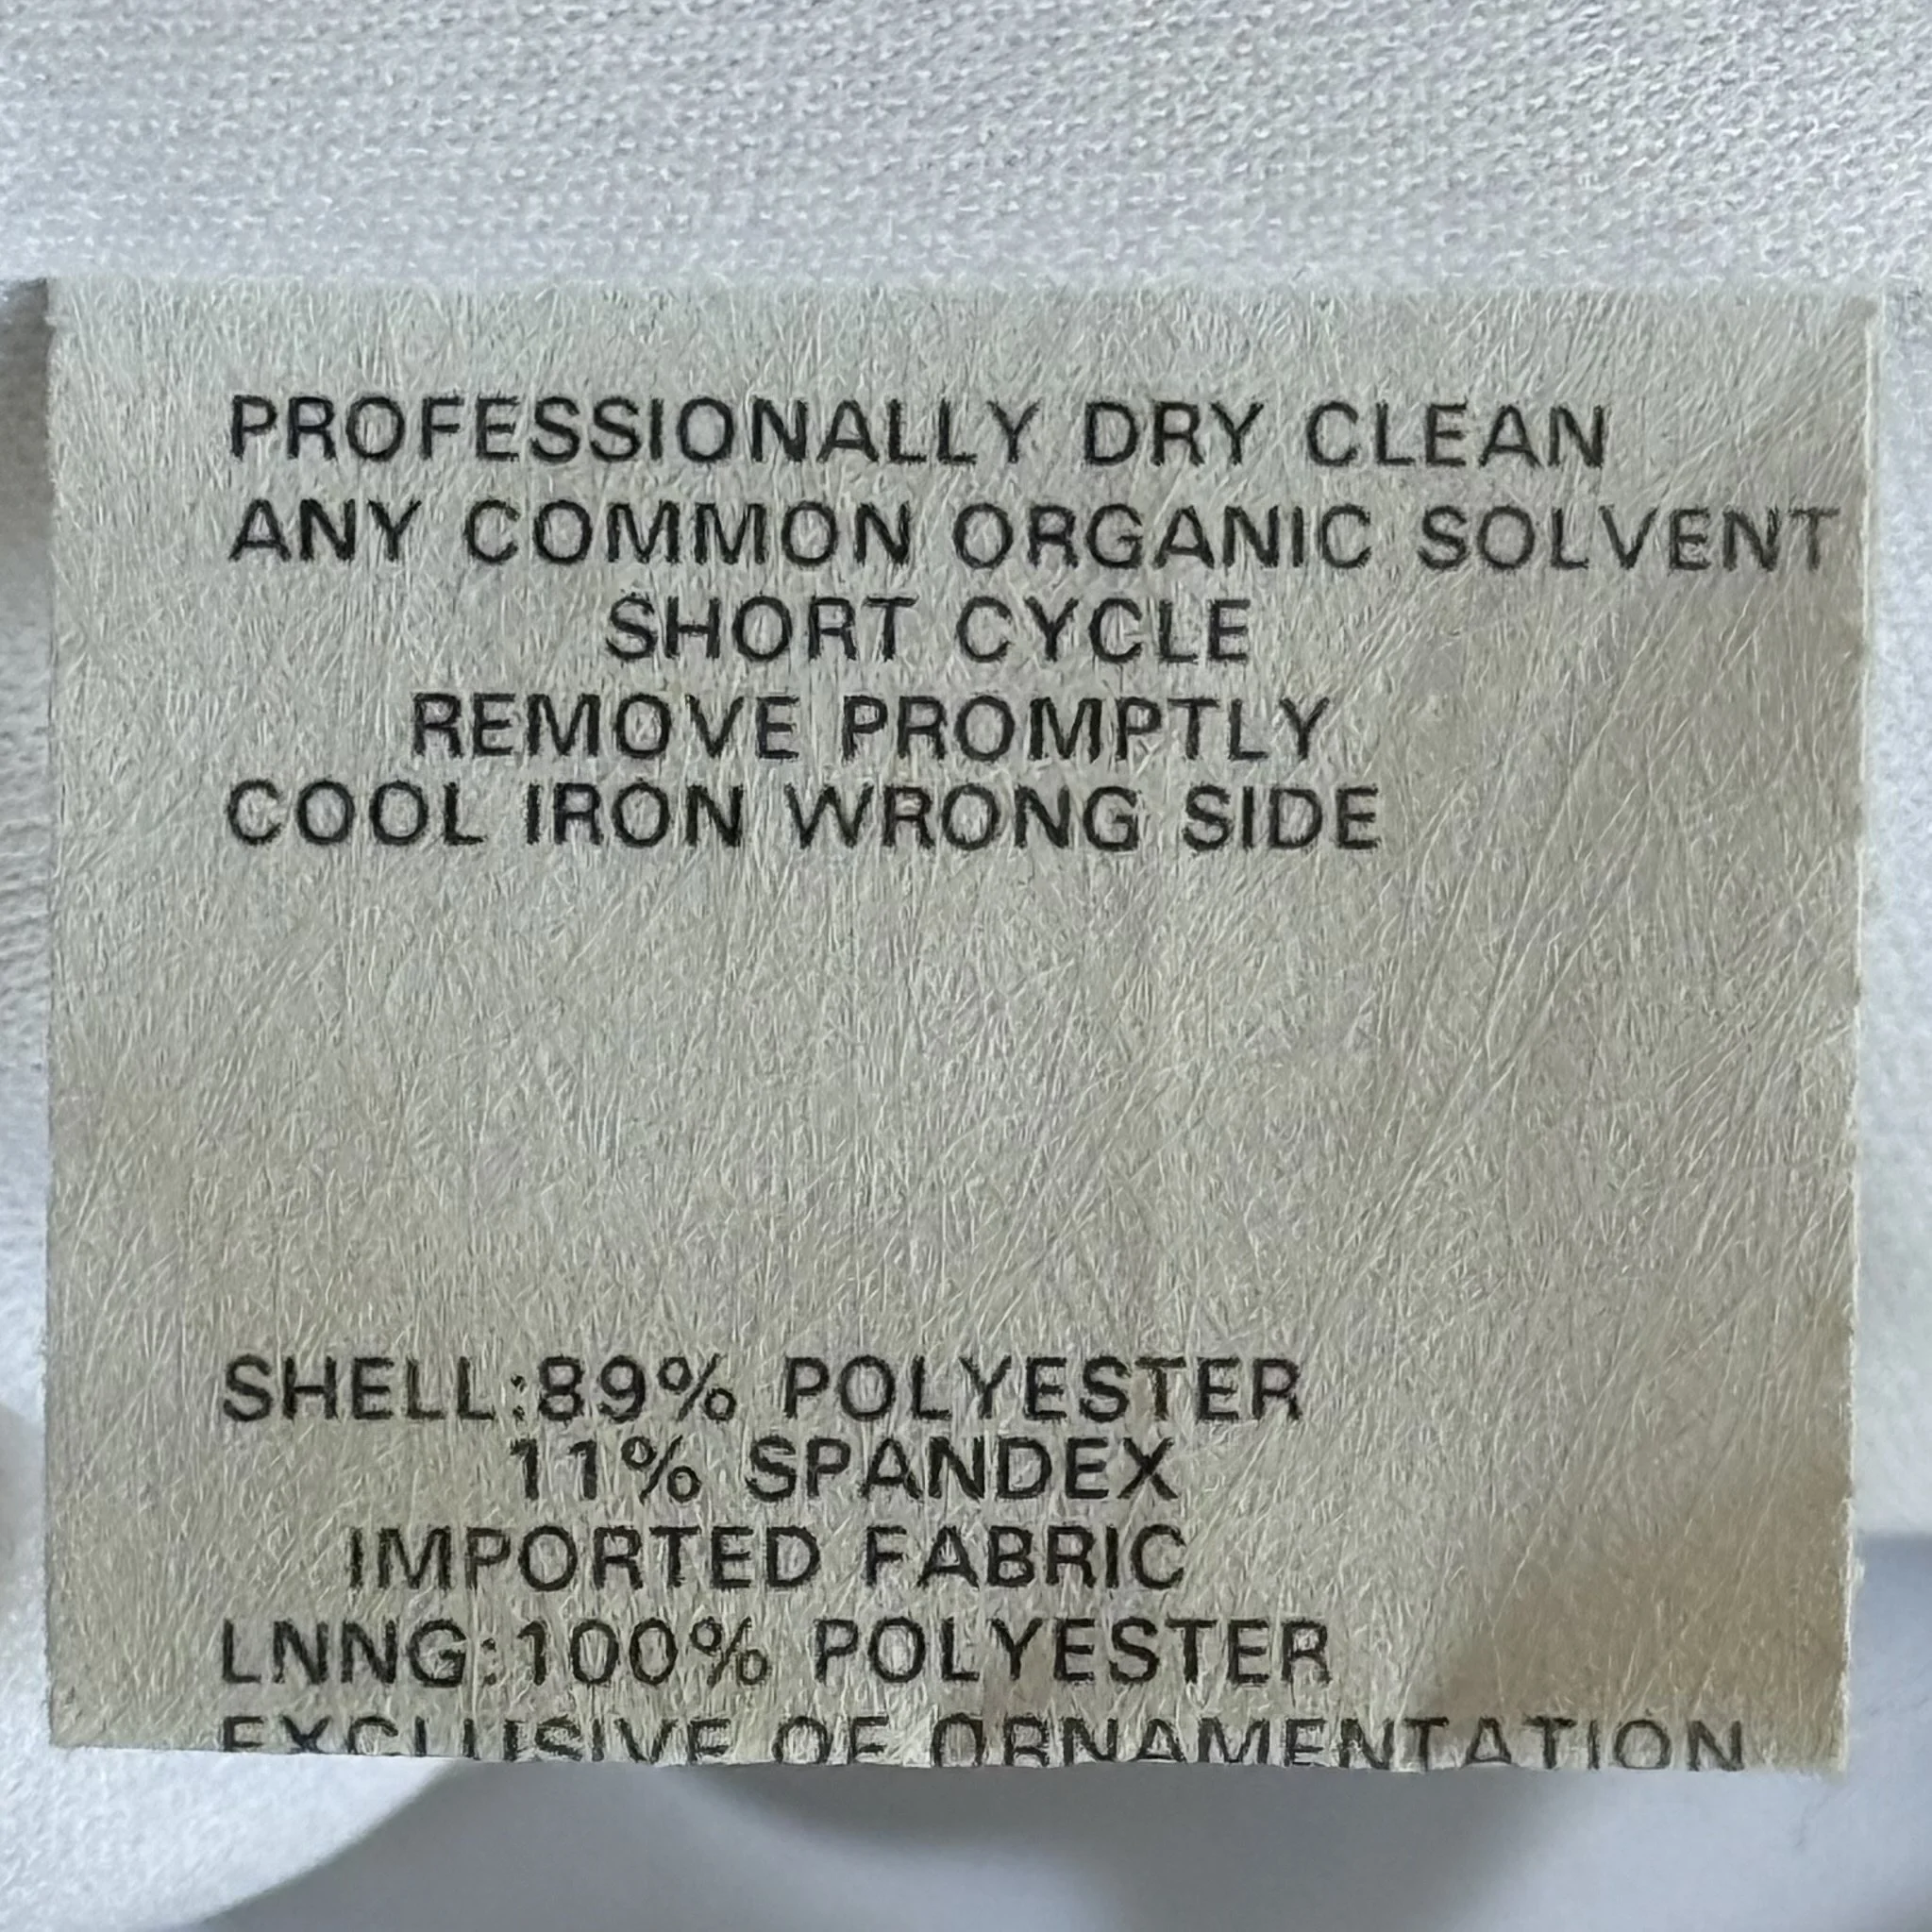 PROFESSIONALLY DRY CLEAN
ANY COMMON ORGANIC SOLVENT
SHORT CYCLE
REMOVE PROMPTLY
COOL IRON WRONG SIDE
SHELL:89% POLYESTER
11% SPANDEX
IMPORTED FABRIC
LNNG:100% POLYESTER
EXCLUSIVE OF ORNAMENTATION